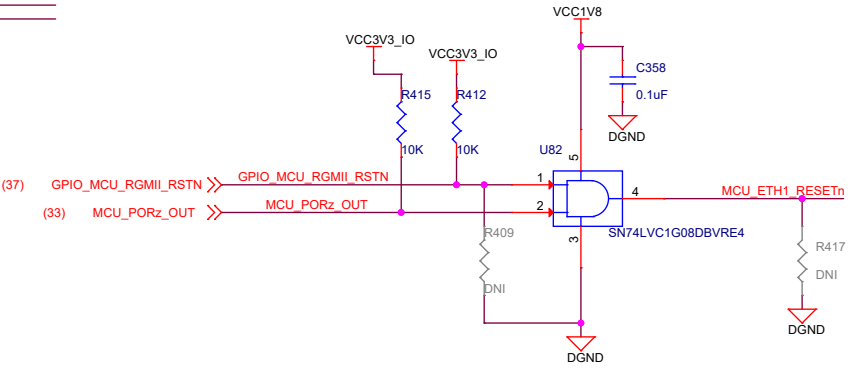 VCC1V8
VCC3V3_IO
VCC3V3_IO
C358
0.1uF
R415
R412
10K
10K
DGND
U82
5
(37) GPIO_MCU_RGMII_RSTN
GPIO_MCU_RGMII_RSTN
1
4
MCU_ETH1_RESETn
(33) MCU_PORz_OUT
MCU_PORz_OUT
2
3
R409
SN74LVC1G08DBVRE4
R417
DNI
DNI
DGND
DGND